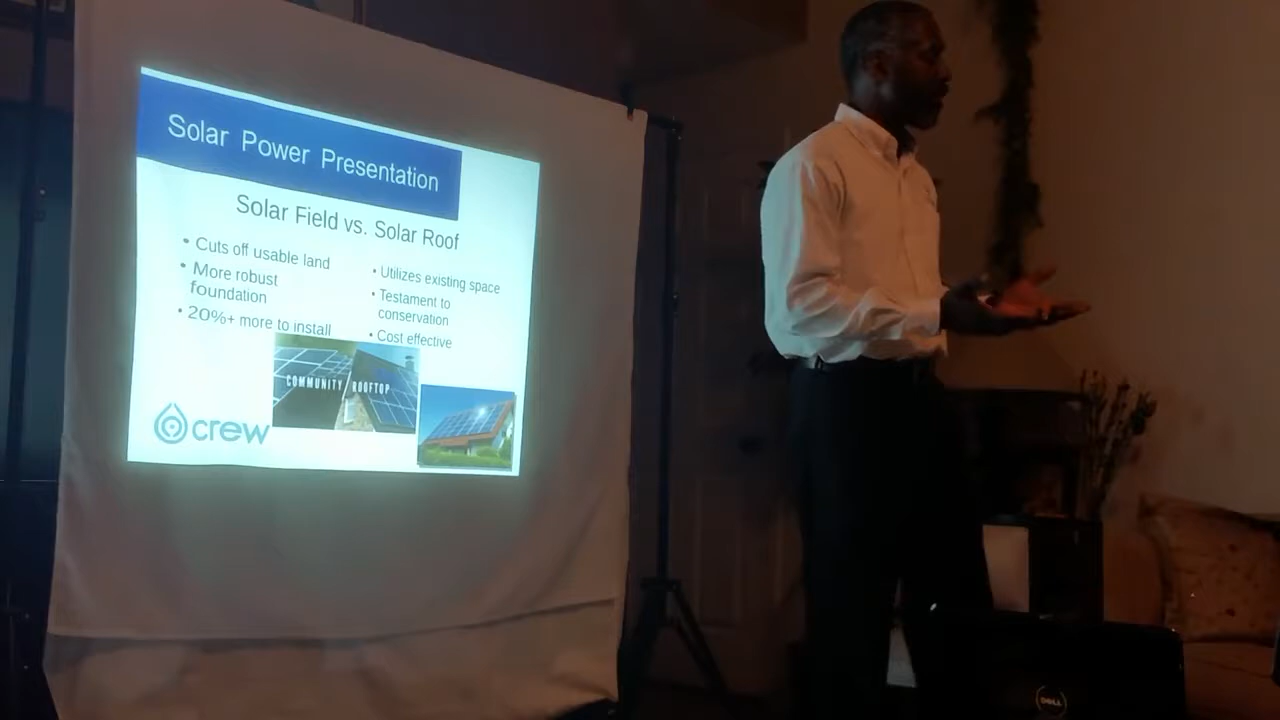 Solar Power Presentation
Solar Field vs. Solar Roof
• Cuts off usable land
• More robust
foundation
• 20%+ more to install
• Utilizes existing space
• Testament to
conservation
• Cost effective
COMMUNITY ROOFTOP
crew
DELL